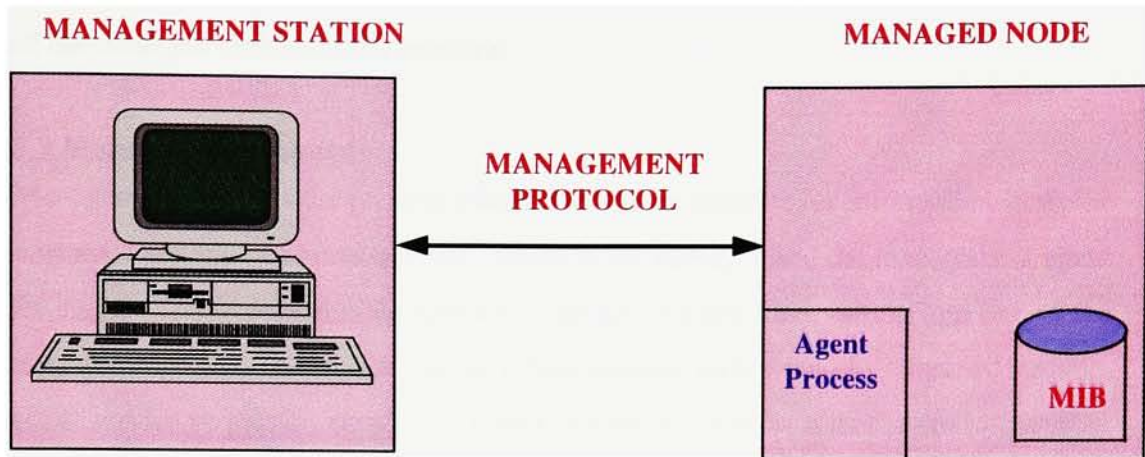 MANAGEMENT STATION
MANAGED NODE
MANAGEMENT
PROTOCOL
Agent
Process
MIB